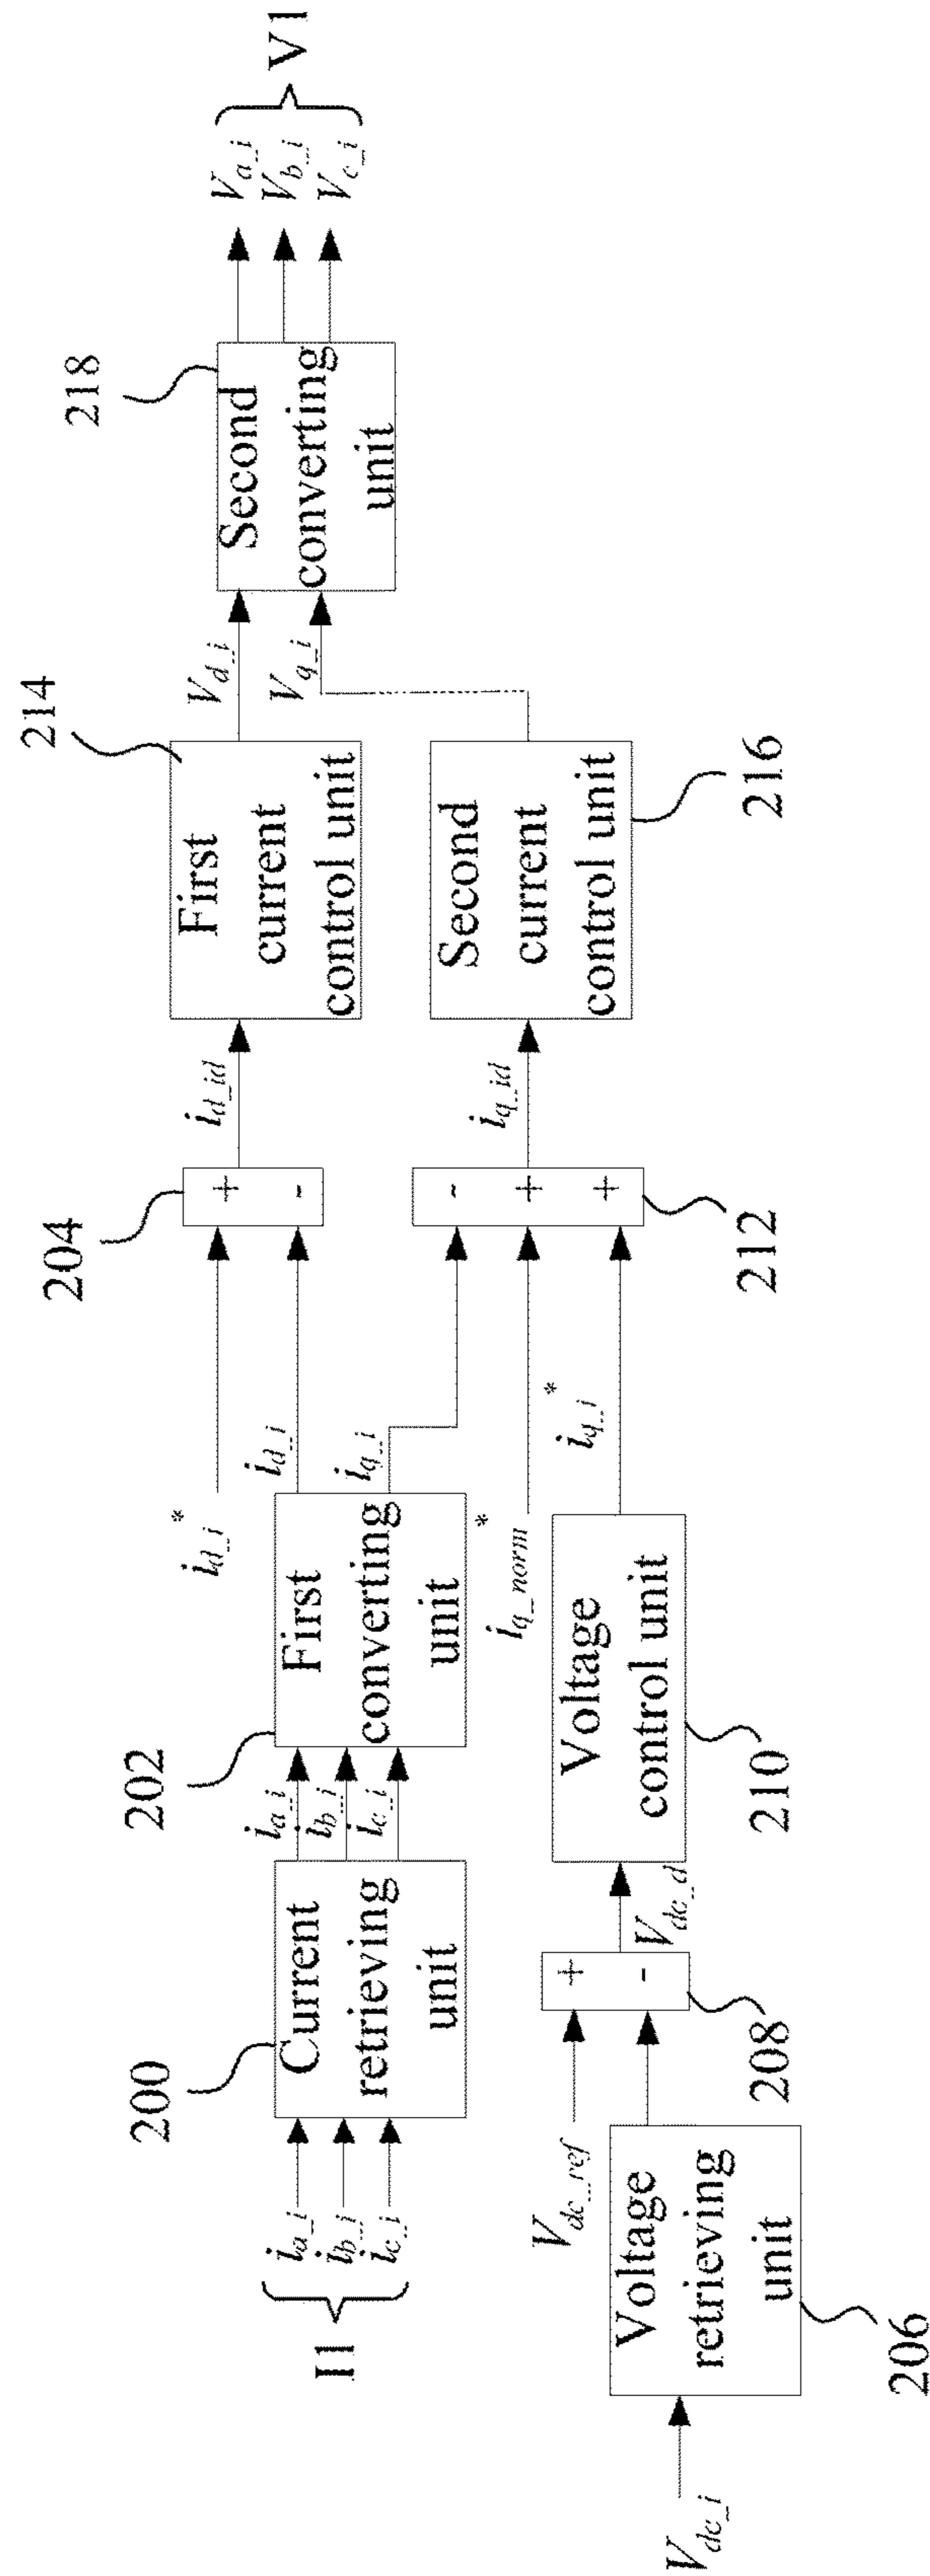 I1
i_a_i
i_b_i
i_c_i
200
Current
retrieving
unit
i_a_i
i_b_i
i_c_i
202
First
converting
unit
i_d_i*
i_d_i
i_q_i
204
+
-
i_d_id
214
First
current
control unit
V_d_i
V_q_i
218
Second
converting
unit
V_a_i
V_b_i
V_c_i
V1
V_dc_i
Voltage
retrieving
unit
206
V_dc_ref
+
-
208
V_dc_d
Voltage
control unit
210
i_q_norm*
i_q_i*
-
+
+
212
i_q_id
Second
current
control unit
216